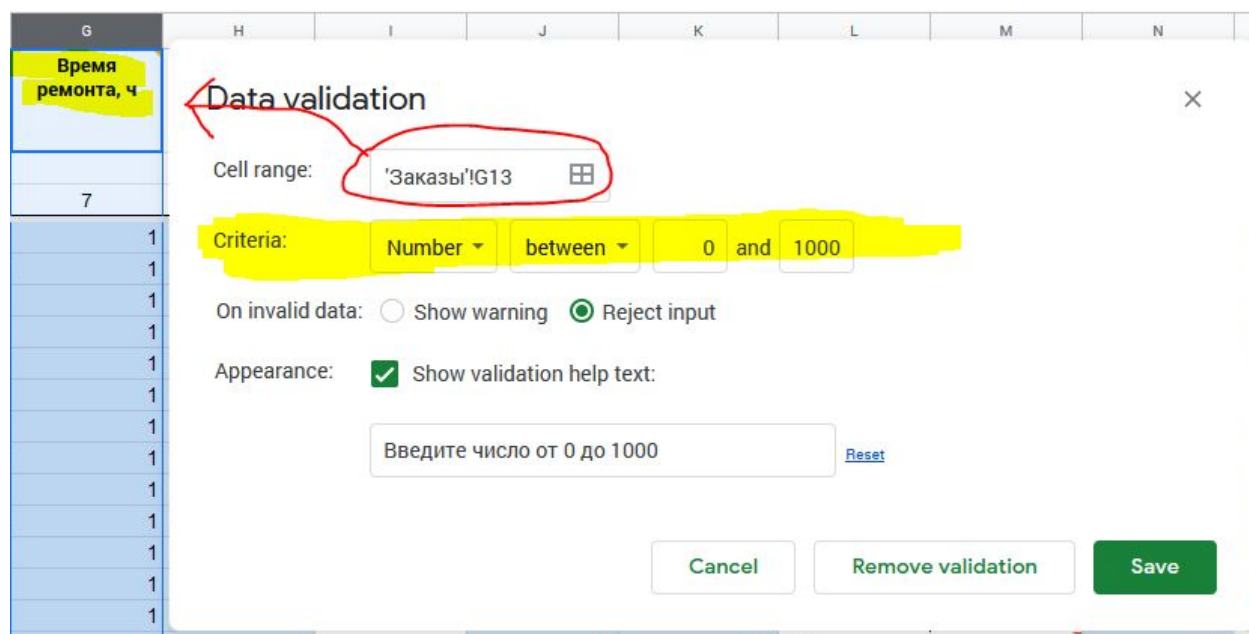 G H I J K L M N
Время
ремонта, ч
Data validation
Cell range: 'Заказы'!G13
7
1
Criteria: Number between 0 and 1000
1
1
On invalid data: Show warning Reject input
1
1
Appearance: Show validation help text:
1
1
1
Введите число от 0 до 1000 Reset
1
1
1
Cancel Remove validation Save
1
1